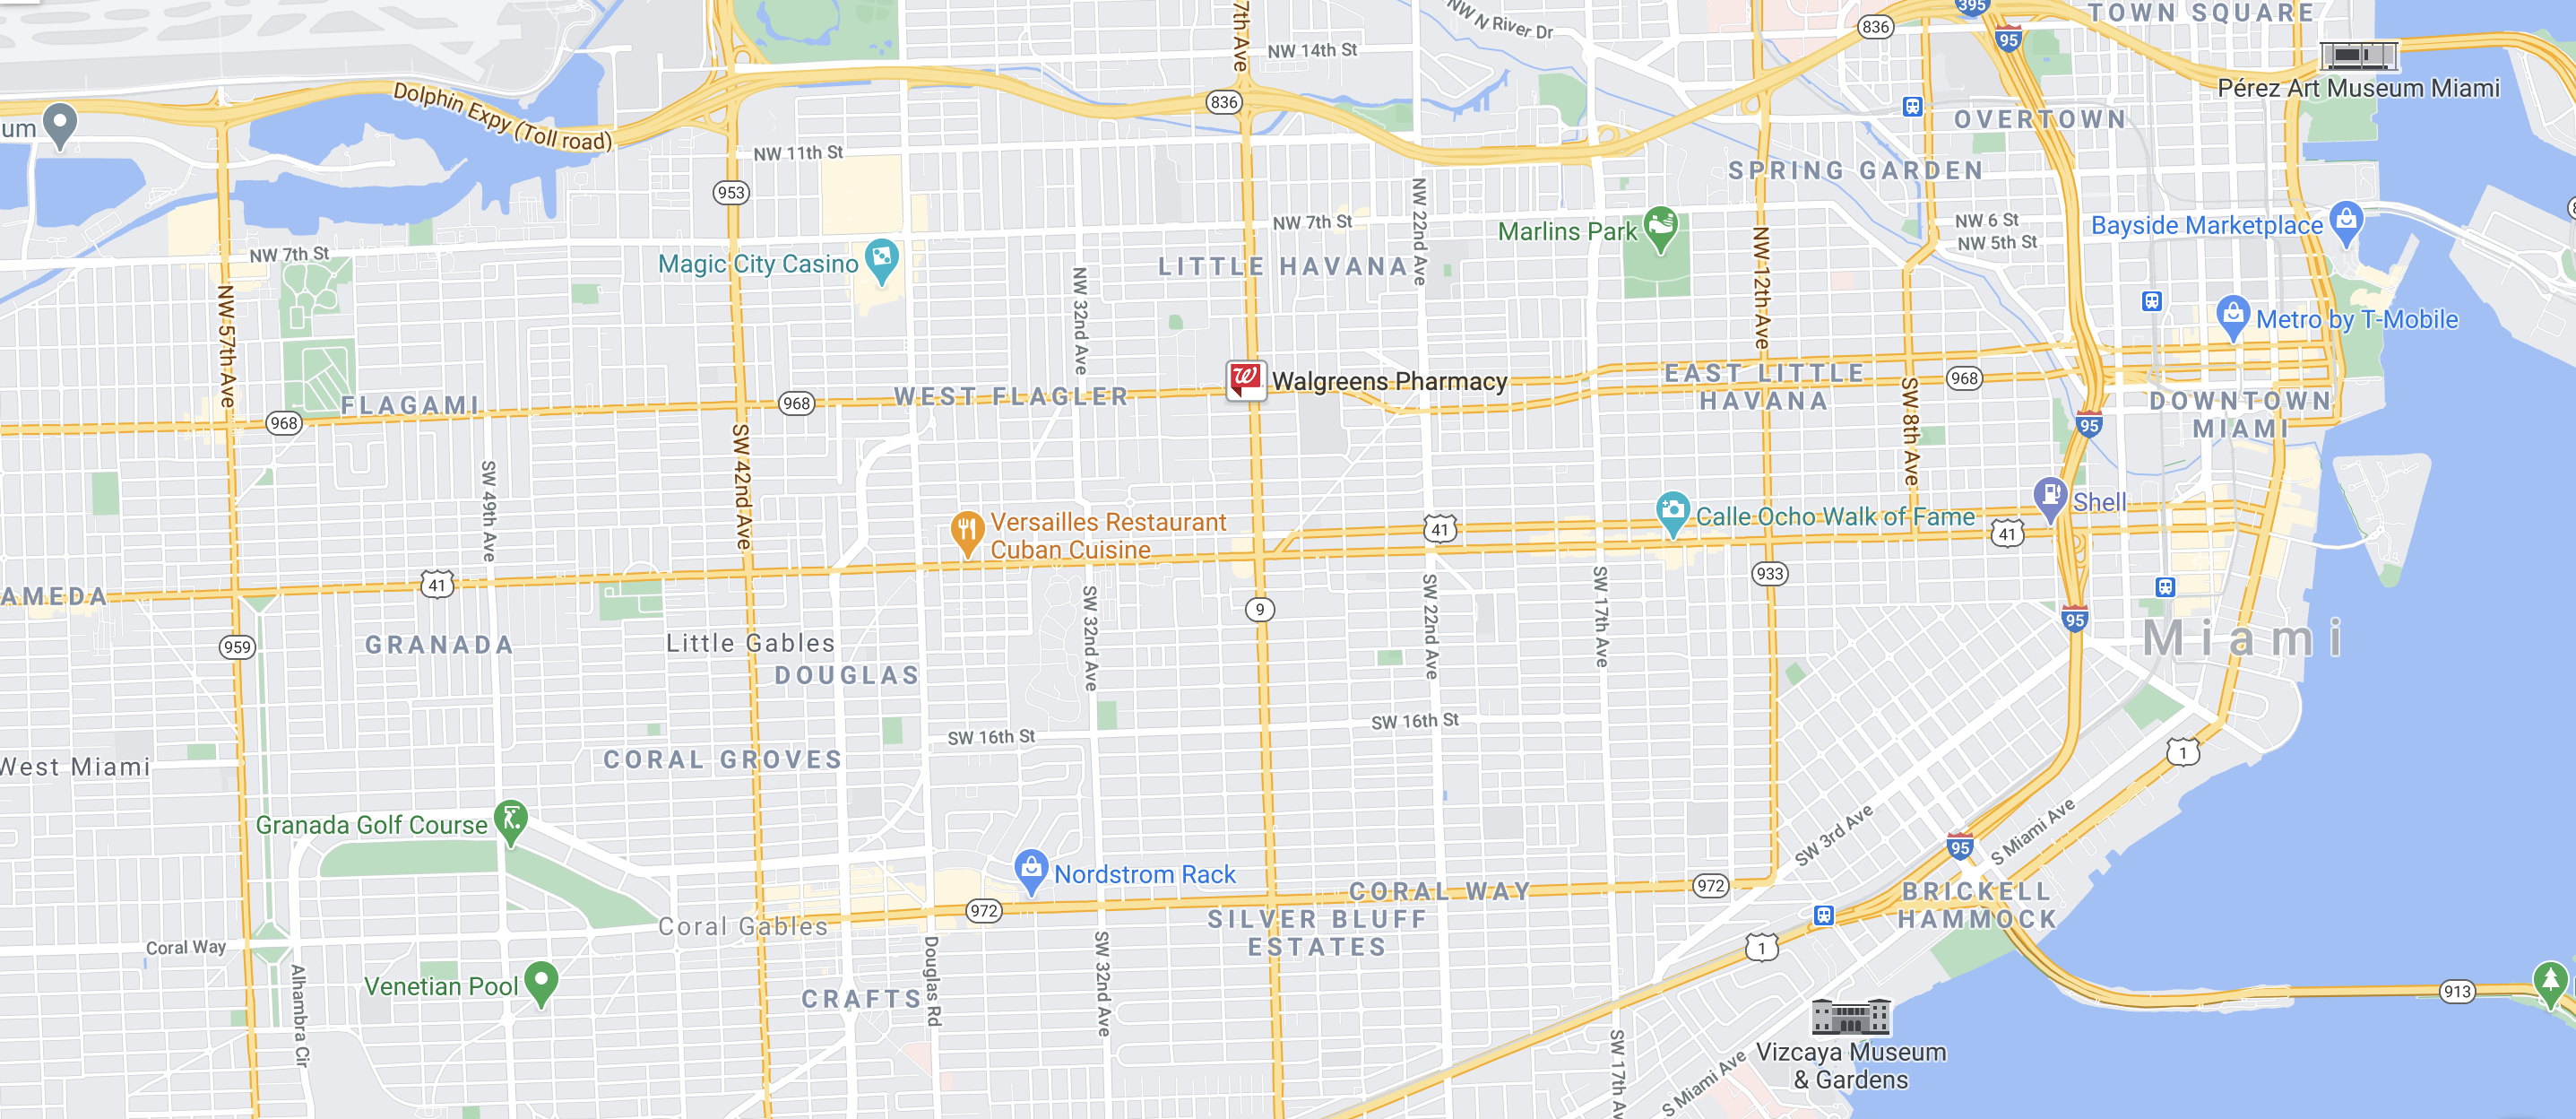 395
TOWN SQUARE
NW N River Dr
7th Ave
836
95
NW 14th St
Pérez Art Museum Miami
Dolphin Expy (Toll road)
836
um
OVERTOWN
NW 11th St
SPRING GARDEN
953
NW 22nd Ave
NW 7th St
NW 6 St
Marlins Park
Bayside Marketplace
NW 5th St
NW 7th St
Magic City Casino
LITTLE HAVANA
NW 12th Ave
NW 32nd Ave
NW 57th Ave
Metro by T-Mobile
Walgreens Pharmacy
EAST LITTLE
HAVANA
968
WEST FLAGLER
968
FLAGAMI
968
SW 8th Ave
DOWNTOWN
MIAMI
95
SW 42nd Ave
SW 49th Ave
Shell
Versailles Restaurant
Cuban Cuisine
41
Calle Ocho Walk of Fame
41
933
41
AMEDA
SW 32nd Ave
9
SW 22nd Ave
SW 17th Ave
95
Miami
959
GRANADA
Little Gables
DOUGLAS
SW 16th St
SW 16th St
1
CORAL GROVES
West Miami
Granada Golf Course
SW 3rd Ave
S Miami Ave
95
Nordstrom Rack
972
CORAL WAY
BRICKELL
HAMMOCK
972
SILVER BLUFF
ESTATES
Coral Gables
Coral Way
1
Alhambra Cir
Douglas Rd
SW 32nd Ave
Venetian Pool
CRAFTS
913
SW 17th Av
Vizcaya Museum
& Gardens
S Miami Ave